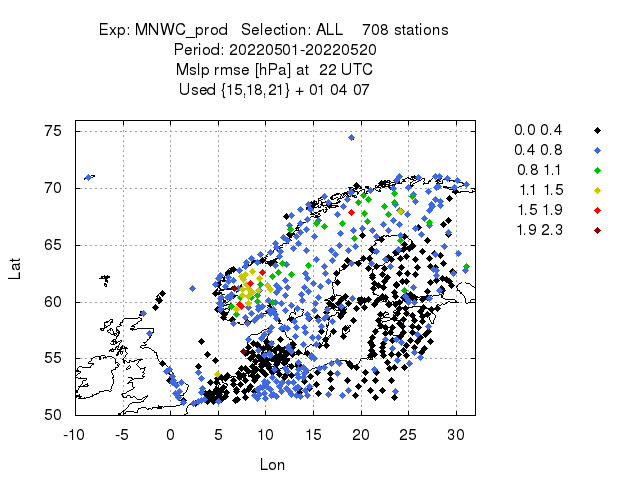 Exp: MNWC_prod   Selection: ALL    708 stations
Period: 20220501-20220520
Mslp rmse [hPa] at  22 UTC
Used {15,18,21} + 01 04 07
75
70
65
60
55
50
Lat
-10 -5 0 5 10 15 20 25 30
Lon
0.0 0.4
0.4 0.8
0.8 1.1
1.1 1.5
1.5 1.9
1.9 2.3